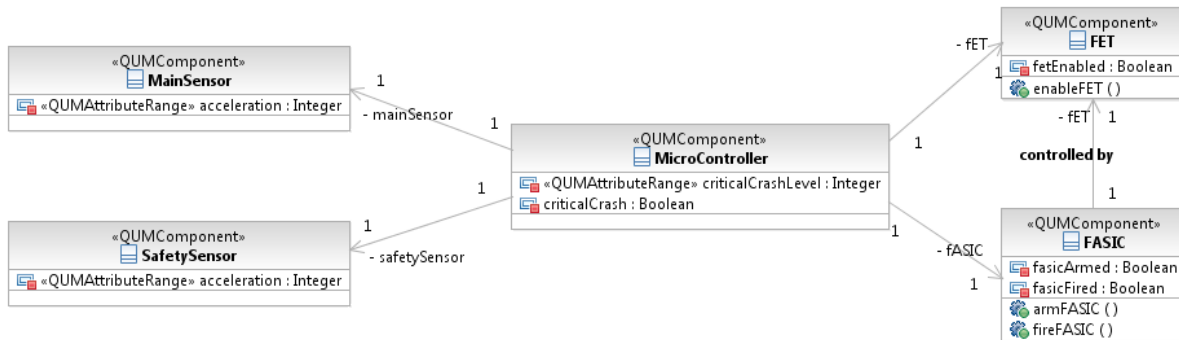 «QUMComponent»
MainSensor
«QUMAttributeRange» acceleration : Integer
1
- mainSensor
1
«QUMComponent»
SafetySensor
«QUMAttributeRange» acceleration : Integer
1
- safetySensor
1
«QUMComponent»
MicroController
«QUMAttributeRange» criticalCrashLevel : Integer
criticalCrash : Boolean
- fET
1
1
1
- fASIC
1
«QUMComponent»
FET
fetEnabled : Boolean
enableFET ( )
- fET
1
controlled by
1
«QUMComponent»
FASIC
fasicArmed : Boolean
fasicFired : Boolean
armFASIC ( )
fireFASIC ( )